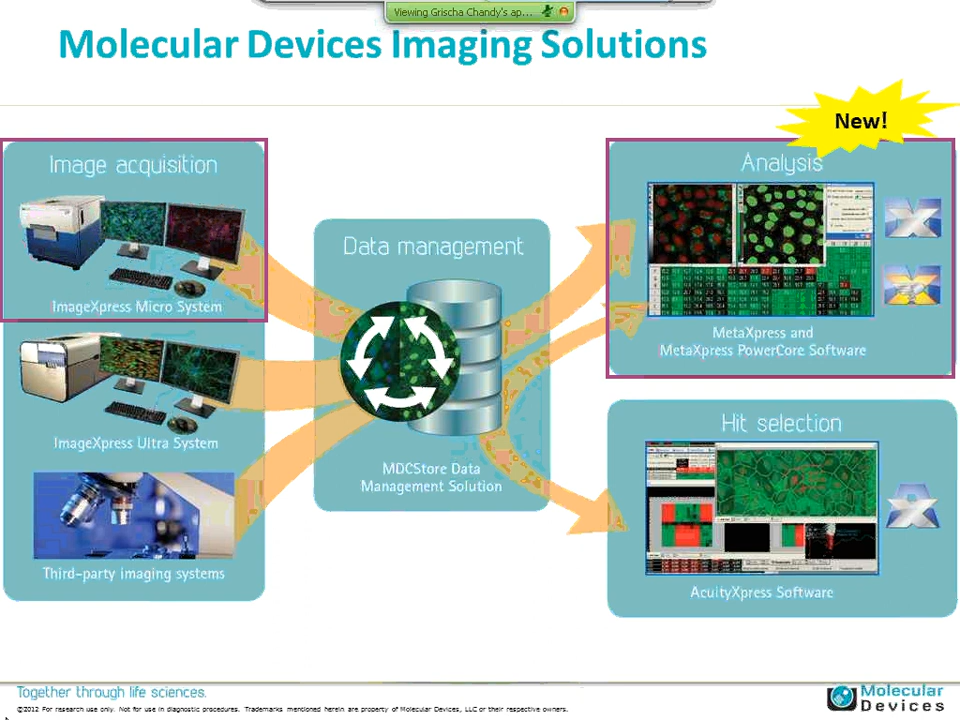 Viewing Grischa Chandy's ap...
Molecular Devices Imaging Solutions
New!
Image acquisition
ImageXpress Micro System
ImageXpress Ultra System
Third-party imaging systems
Data management
MDCStore Data
Management Solution
Analysis
MetaXpress and
MetaXpress PowerCore Software
Hit selection
AcuityXpress Software
Together through life sciences.
©2012 For research use only. Not for use in diagnostic procedures. Trademarks mentioned herein are property of Molecular Devices, LLC or their respective owners.
Molecular
Devices